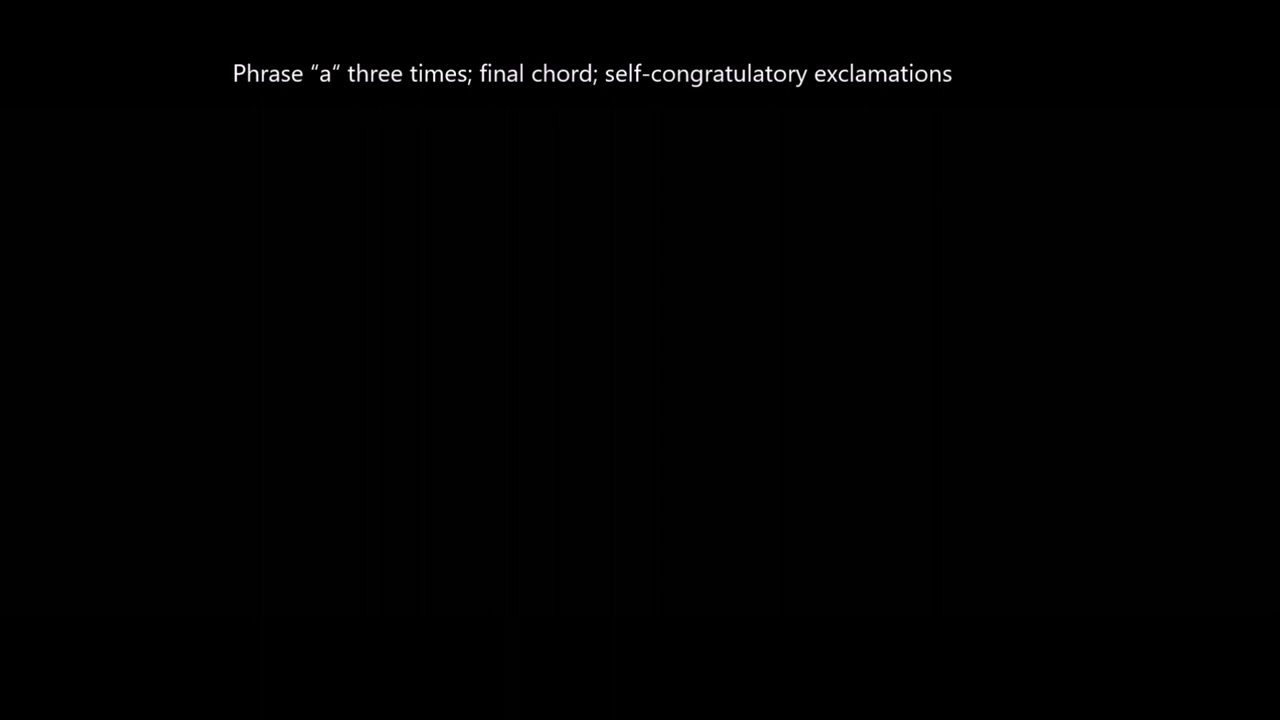 Phrase “a“ three times; final chord; self-congratulatory exclamations